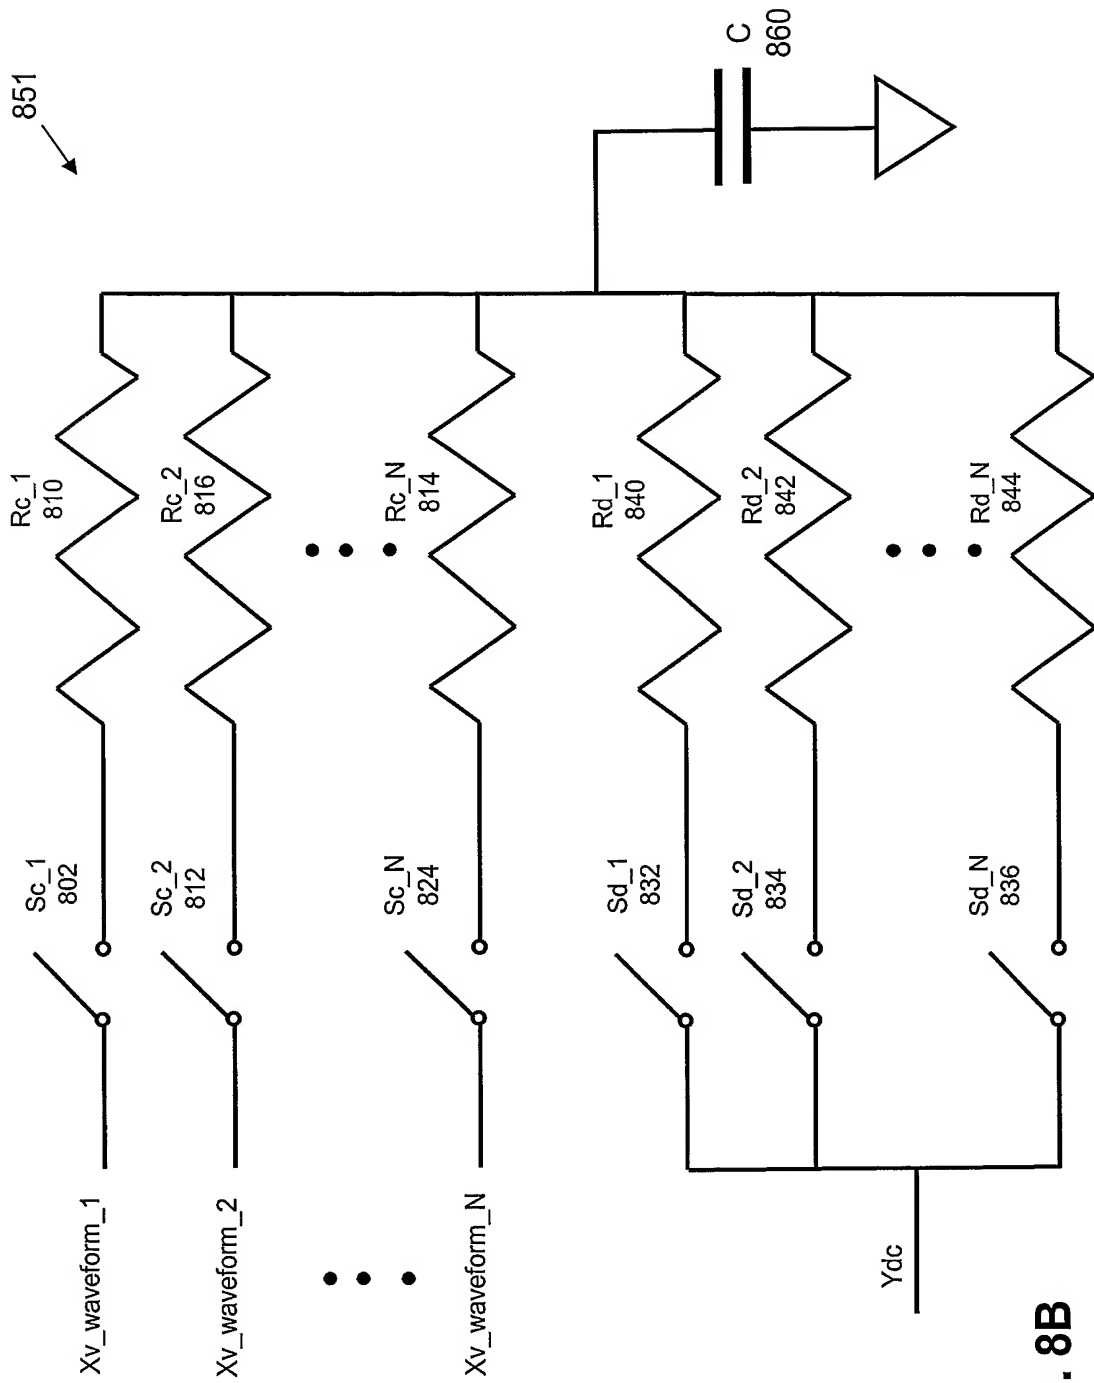 851
Xv_waveform_1
Sc_1
802
Rc_1
810
Xv_waveform_2
Sc_2
812
Rc_2
816
Xv_waveform_N
Sc_N
824
Rc_N
814
C
860
Sd_1
832
Rd_1
840
Sd_2
834
Rd_2
842
Sd_N
836
Rd_N
844
Ydc
. 8B